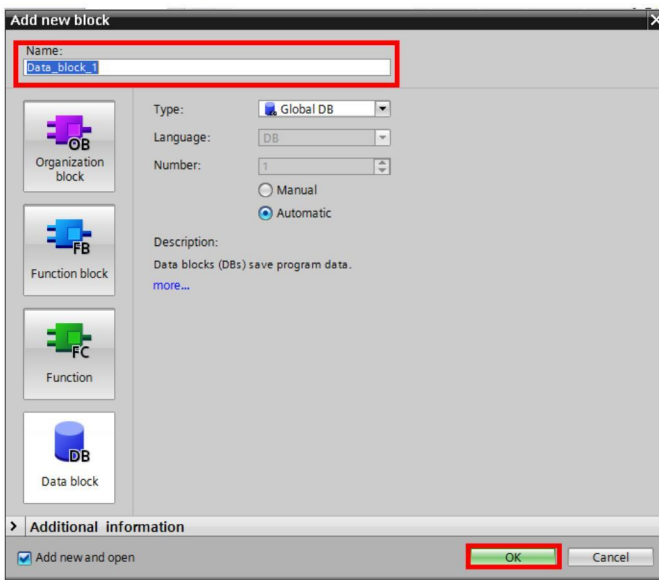 Add new block
Name:
Data_block_1
OB
Organization
block
FB
Function block
FC
Function
DB
Data block
Type:
Global DB
Language:
DB
Number:
1
Manual
Automatic
Description:
Data blocks (DBs) save program data.
more...
> Additional information
Add new and open
OK
Cancel